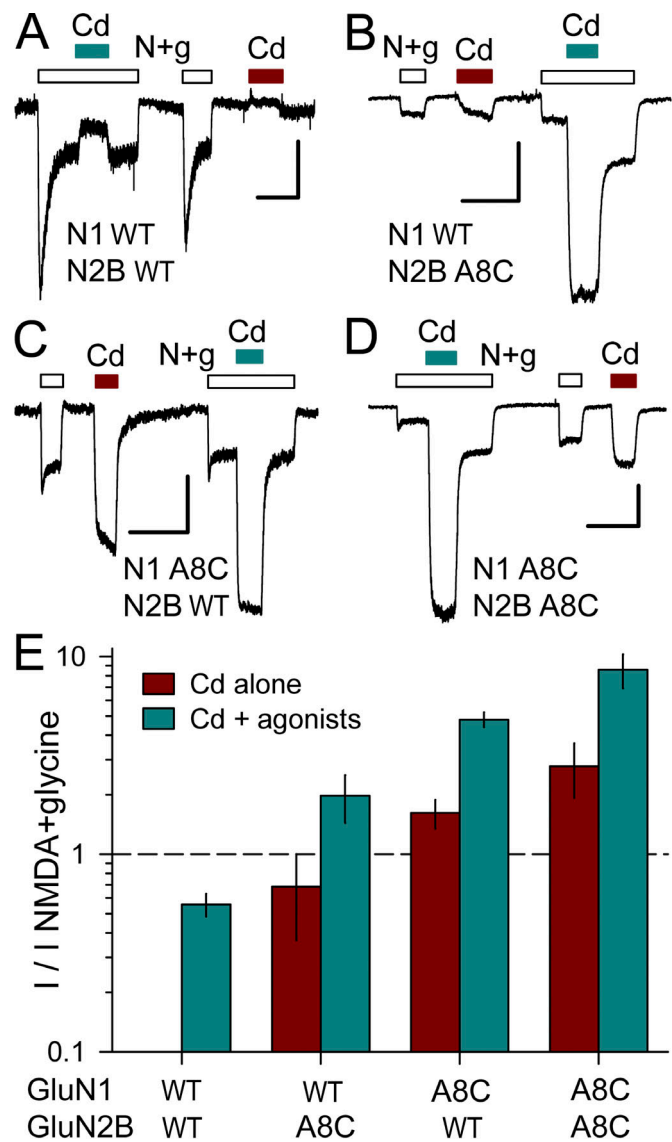 A
Cd
N+g
Cd
N1 WT
N2B WT
B
N+g
Cd
Cd
N1 WT
N2B A8C
C
Cd
N+g
Cd
N1 A8C
N2B WT
D
Cd
N+g
Cd
N1 A8C
N2B A8C
E
I / I NMDA+glycine
10
1
0.1
Cd alone
Cd + agonists
GluN1 WT WT A8C A8C
GluN2B WT A8C WT A8C